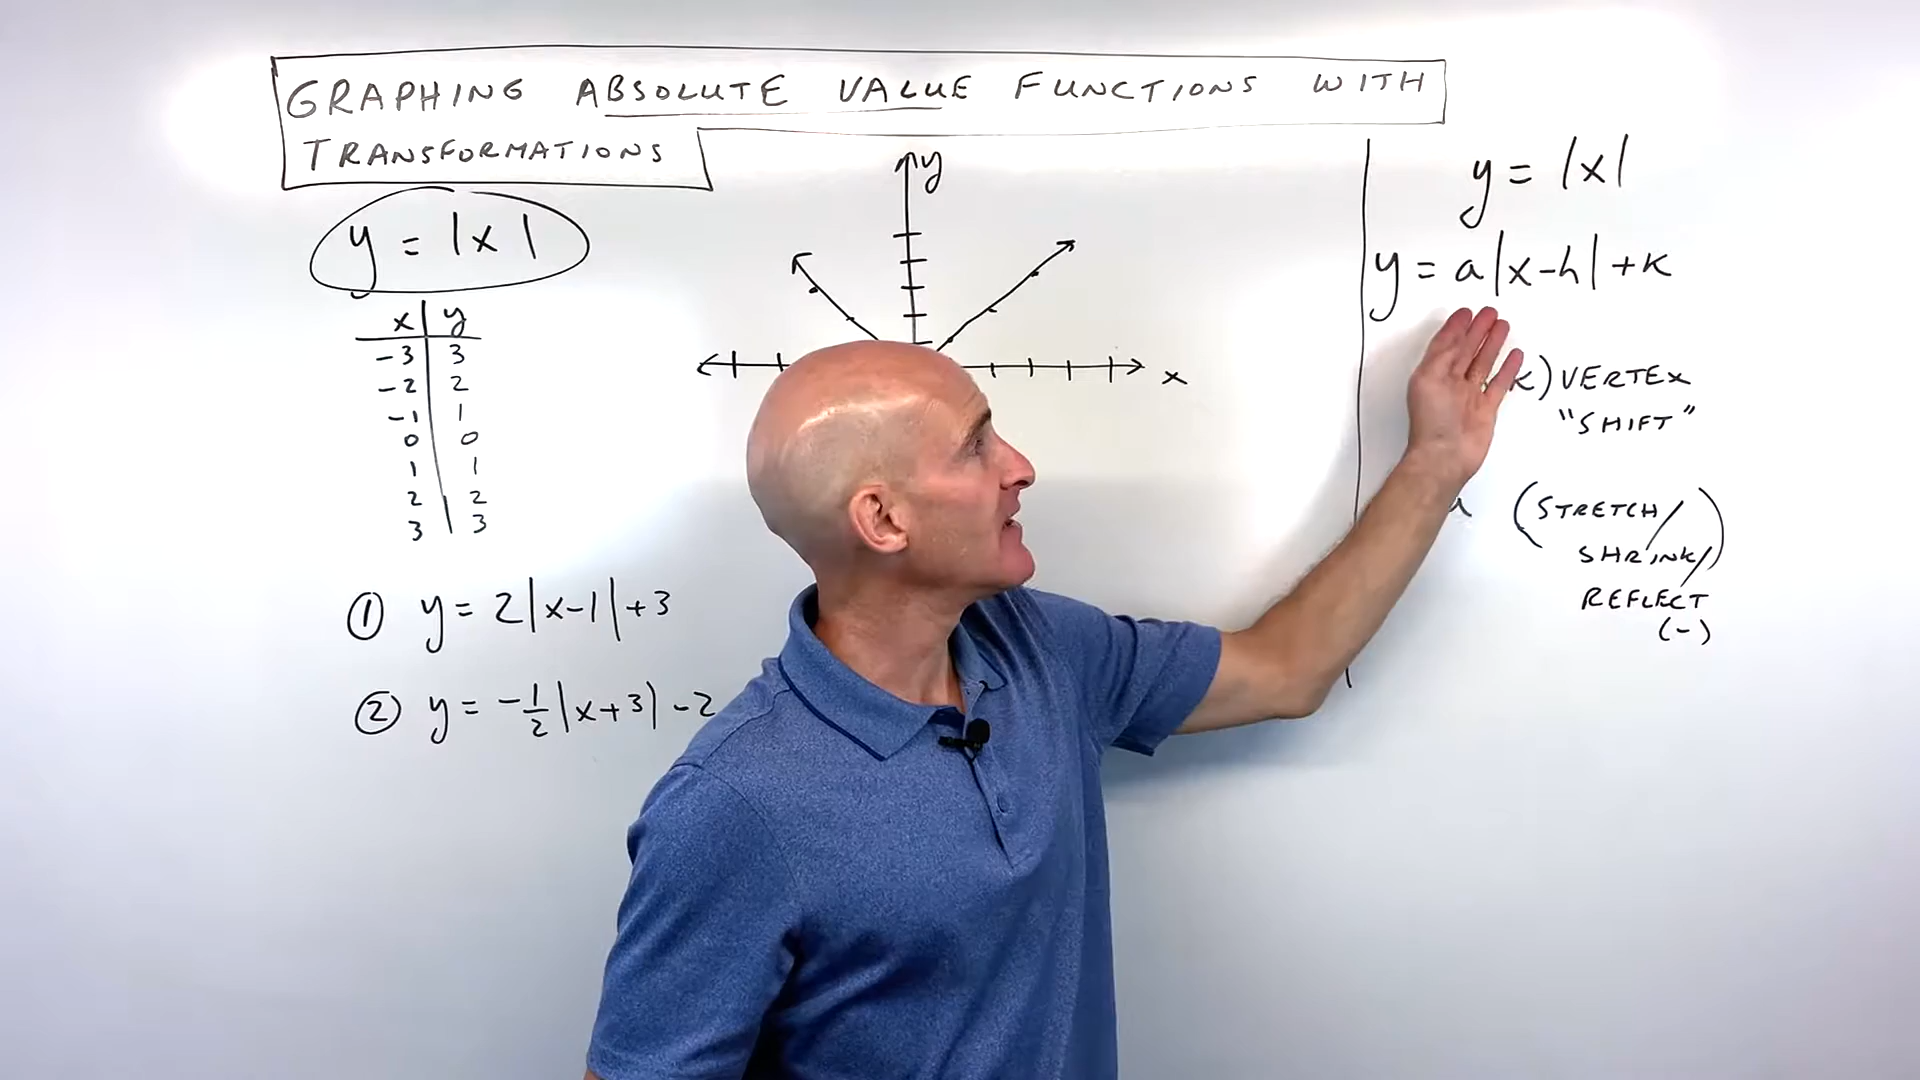 GRAPHING ABSOLUTE VALUE FUNCTIONS WITH
TRANSFORMATIONS
y = |x|
x | y
-3 | 3
-2 | 2
-1 | 1
0 | 0
1 | 1
2 | 2
3 | 3
① y = 2|x-1|+3
② y = -1/2|x+3|-2
y
x
y = |x|
y = a|x-h|+k
k) VERTEX
"SHIFT"
a (STRETCH/
SHRINK/)
REFLECT
(-)